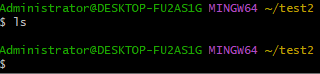 Administrator@DESKTOP-FU2AS1G MINGW64 ~/test2
$ ls
Administrator@DESKTOP-FU2AS1G MINGW64 ~/test2
$